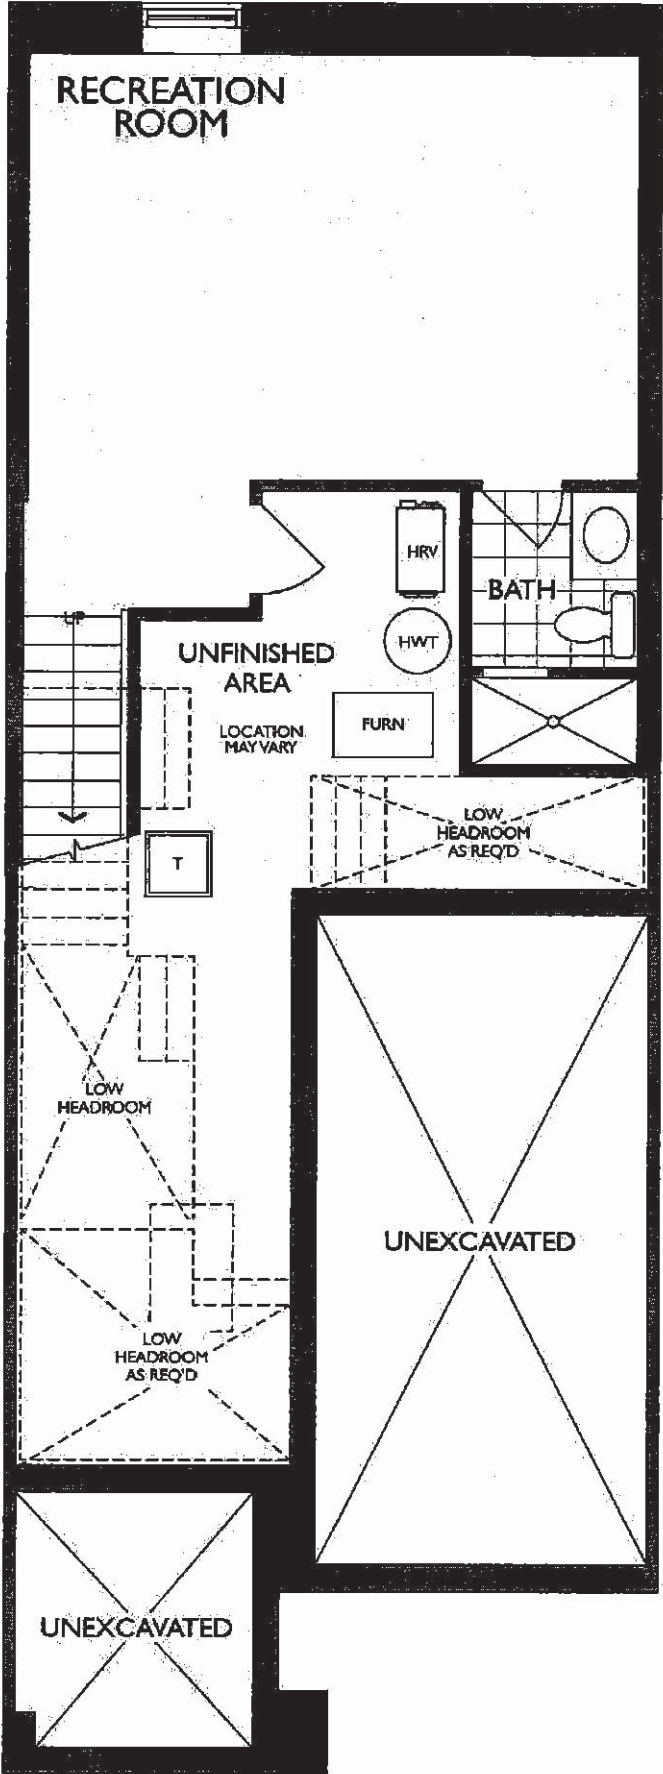 RECREATION
ROOM
HRV
BATH
UP
HWT
UNFINISHED
AREA
LOCATION
MAY VARY
FURN
LOW
HEADROOM
AS REQ'D
T
LOW
HEADROOM
UNEXCAVATED
LOW
HEADROOM
AS REQ'D
UNEXCAVATED